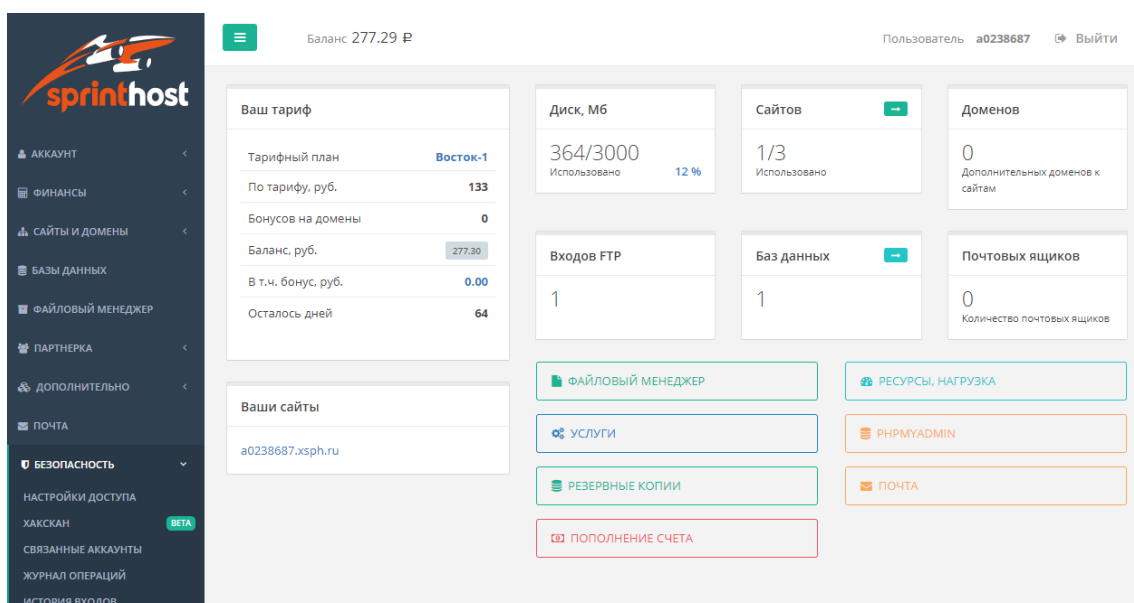 sprinthost
АККАУНТ
ФИНАНСЫ
САЙТЫ И ДОМЕНЫ
БАЗЫ ДАННЫХ
ФАЙЛОВЫЙ МЕНЕДЖЕР
ПАРТНЕРКА
ДОПОЛНИТЕЛЬНО
ПОЧТА
БЕЗОПАСНОСТЬ
НАСТРОЙКИ ДОСТУПА
ХАКСКАН BETA
СВЯЗАННЫЕ АККАУНТЫ
ЖУРНАЛ ОПЕРАЦИЙ
ИСТОРИЯ ВХОДОВ
Баланс 277.29 ₽
Пользователь a0238687 Выйти
Ваш тариф
Тарифный план Восток-1
По тарифу, руб. 133
Бонусов на домены 0
Баланс, руб. 277.30
В т.ч. бонус, руб. 0.00
Осталось дней 64
Ваши сайты
a0238687.xsph.ru
Диск, Мб
364/3000
Использовано 12 %
Сайтов
1/3
Использовано
Доменов
0
Дополнительных доменов к
сайтам
Входов FTP
1
Баз данных
1
Почтовых ящиков
0
Количество почтовых ящиков
ФАЙЛОВЫЙ МЕНЕДЖЕР
РЕСУРСЫ, НАГРУЗКА
УСЛУГИ
PHPMYADMIN
РЕЗЕРВНЫЕ КОПИИ
ПОЧТА
ПОПОЛНЕНИЕ СЧЕТА